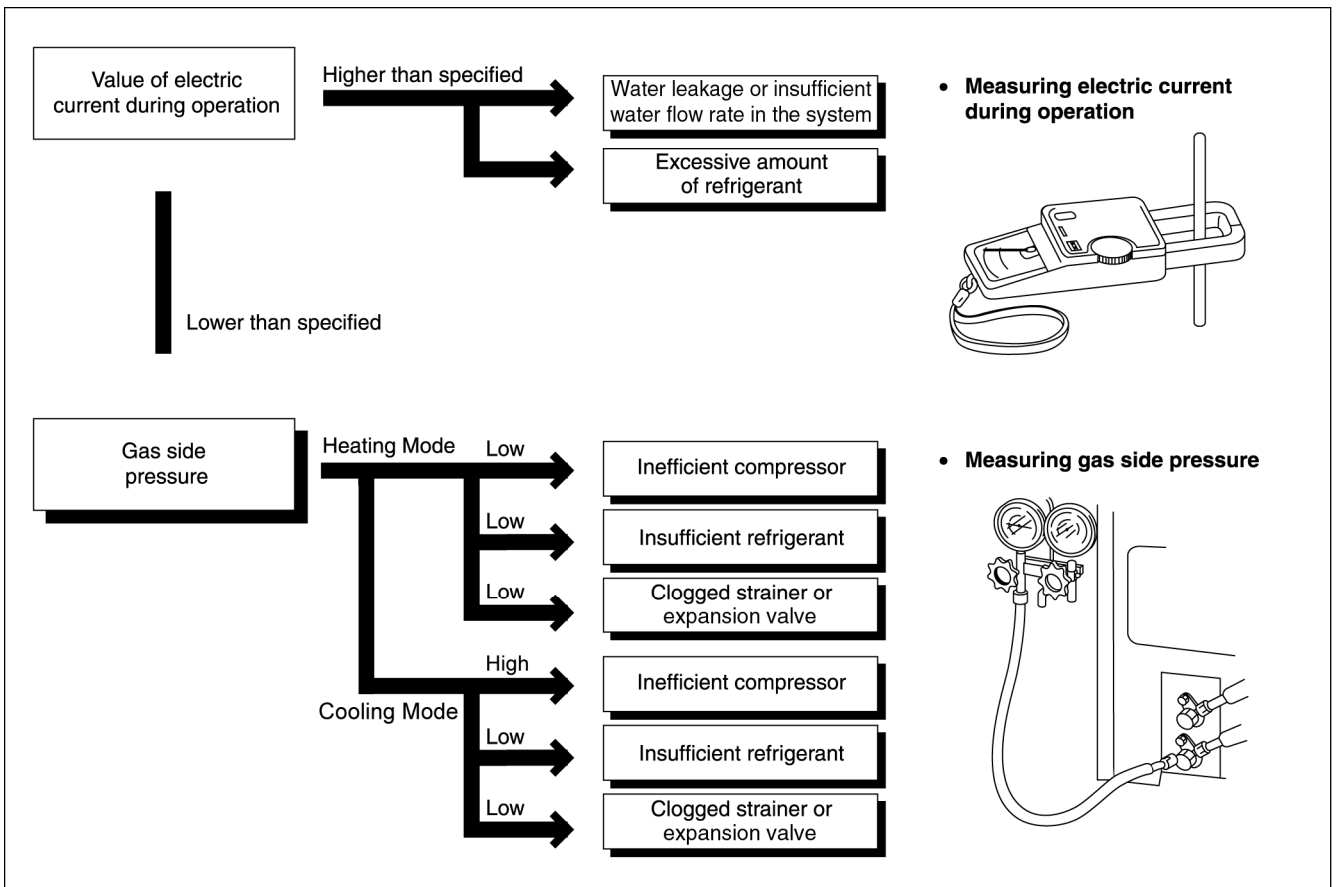 Value of electric
current during operation
Higher than specified
Water leakage or insufficient
water flow rate in the system
Excessive amount
of refrigerant
Lower than specified
• Measuring electric current
during operation
Gas side
pressure
Heating Mode
Low
Inefficient compressor
Low
Insufficient refrigerant
Low
Clogged strainer or
expansion valve
Cooling Mode
High
Inefficient compressor
Low
Insufficient refrigerant
Low
Clogged strainer or
expansion valve
• Measuring gas side pressure